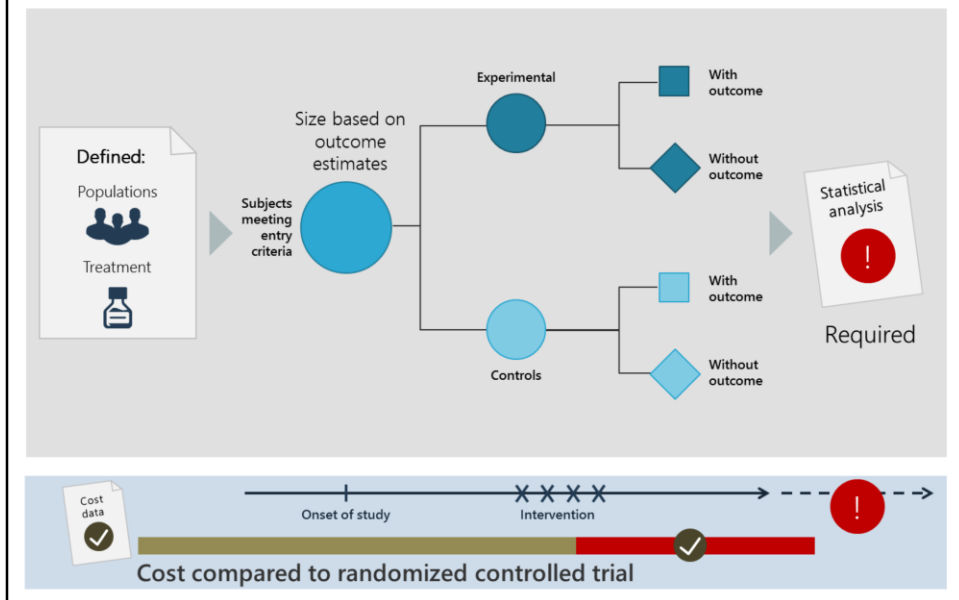 Defined:
Populations
Treatment
Subjects
meeting
entry
criteria
Size based on
outcome
estimates
Experimental
With
outcome
Without
outcome
Controls
With
outcome
Without
outcome
Statistical
analysis
!
Required
Cost
data
Onset of study
Intervention
!
Cost compared to randomized controlled trial